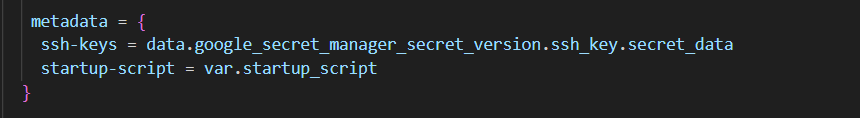 metadata = {
ssh-keys = data.google_secret_manager_secret_version.ssh_key.secret_data
startup-script = var.startup_script
}